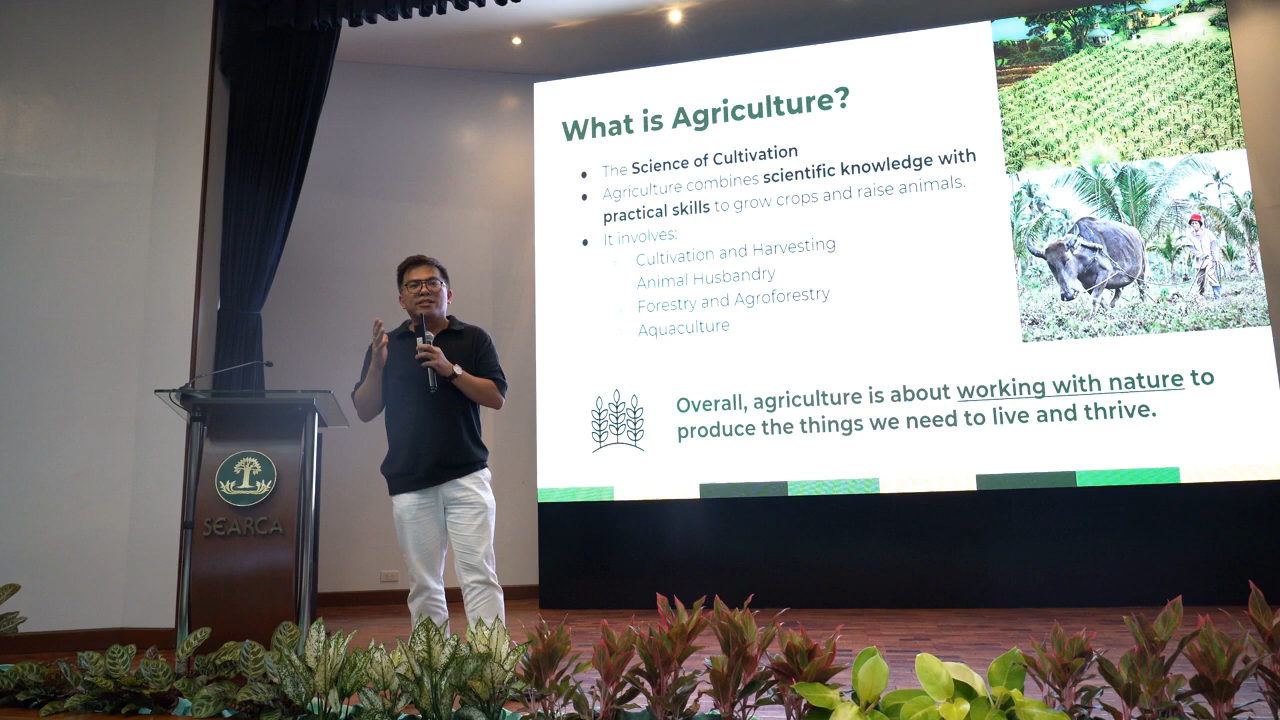 What is Agriculture?
The Science of Cultivation
Agriculture combines scientific knowledge with
practical skills to grow crops and raise animals.
It involves:
Cultivation and Harvesting
Animal Husbandry
Forestry and Agroforestry
Aquaculture
Overall, agriculture is about working with nature to
produce the things we need to live and thrive.
SEARCA